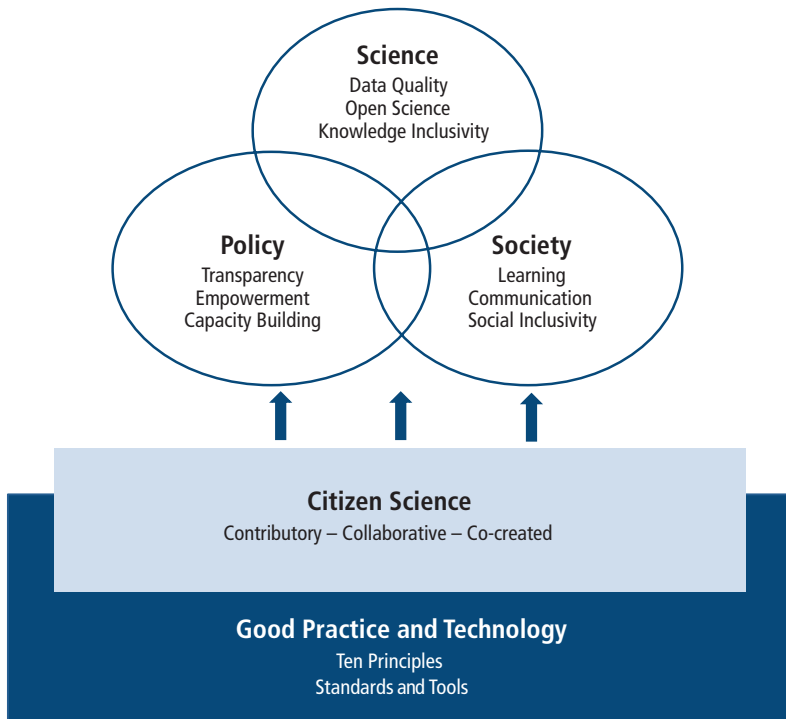 Science
Data Quality
Open Science
Knowledge Inclusivity
Policy
Transparency
Empowerment
Capacity Building
Society
Learning
Communication
Social Inclusivity
Citizen Science
Contributory – Collaborative – Co-created
Good Practice and Technology
Ten Principles
Standards and Tools